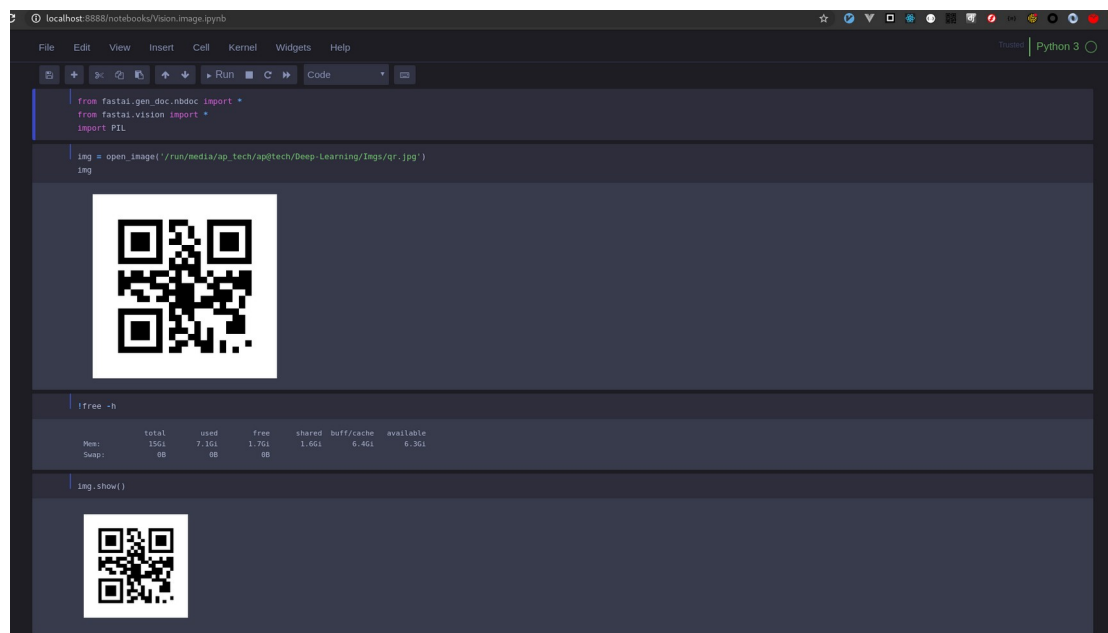 localhost:8888/notebooks/Vision.image.ipynb
File Edit View Insert Cell Kernel Widgets Help
Trusted Python 3
Run Code
from fastai.gen_doc.nbdoc import *
from fastai.vision import *
import PIL
img = open_image('/run/media/ap_tech/ap@tech/Deep-Learning/Imgs/qr.jpg')
img
!free -h
total used free shared buff/cache available
Mem: 15Gi 7.1Gi 1.7Gi 1.6Gi 6.4Gi 6.3Gi
Swap: 0B 0B 0B
img.show()